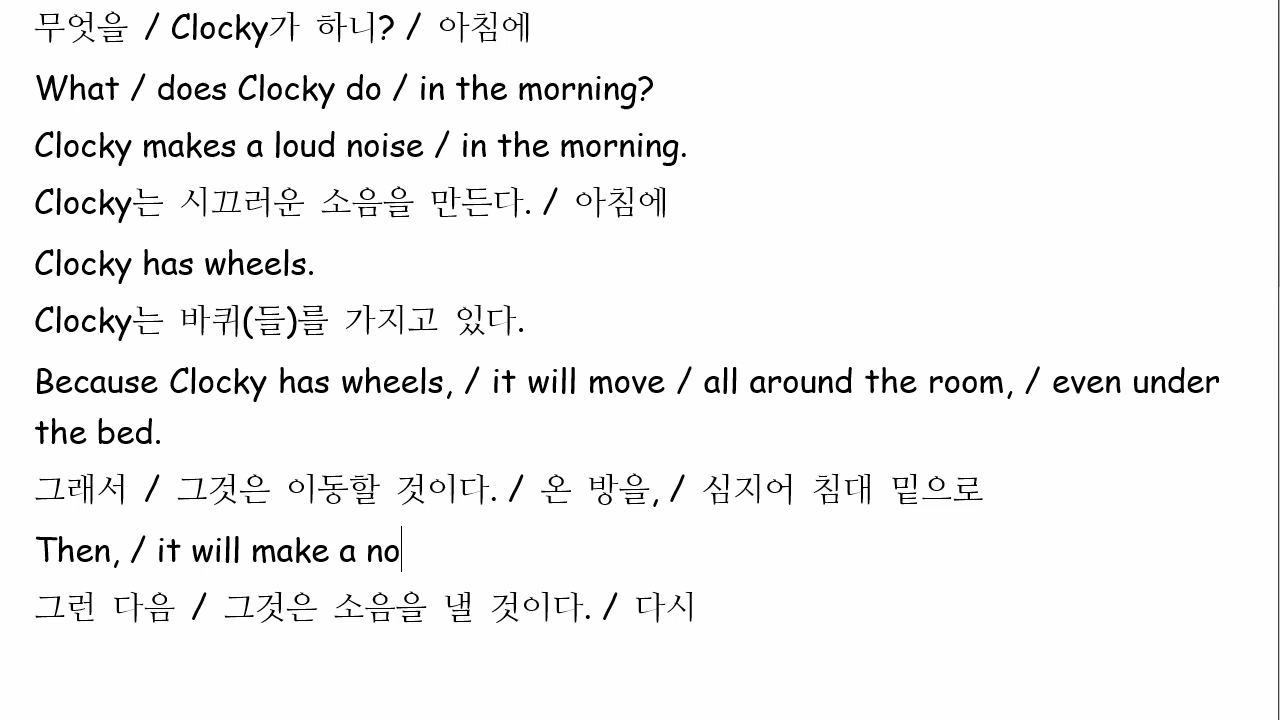 무엇을 / Clocky가 하니? / 아침에
What / does Clocky do / in the morning?
Clocky makes a loud noise / in the morning.
Clocky는 시끄러운 소음을 만든다. / 아침에
Clocky has wheels.
Clocky는 바퀴(들)를 가지고 있다.
Because Clocky has wheels, / it will move / all around the room, / even under
the bed.
그래서 / 그것은 이동할 것이다. / 온 방을, / 심지어 침대 밑으로
Then, / it will make a no
그런 다음 / 그것은 소음을 낼 것이다. / 다시